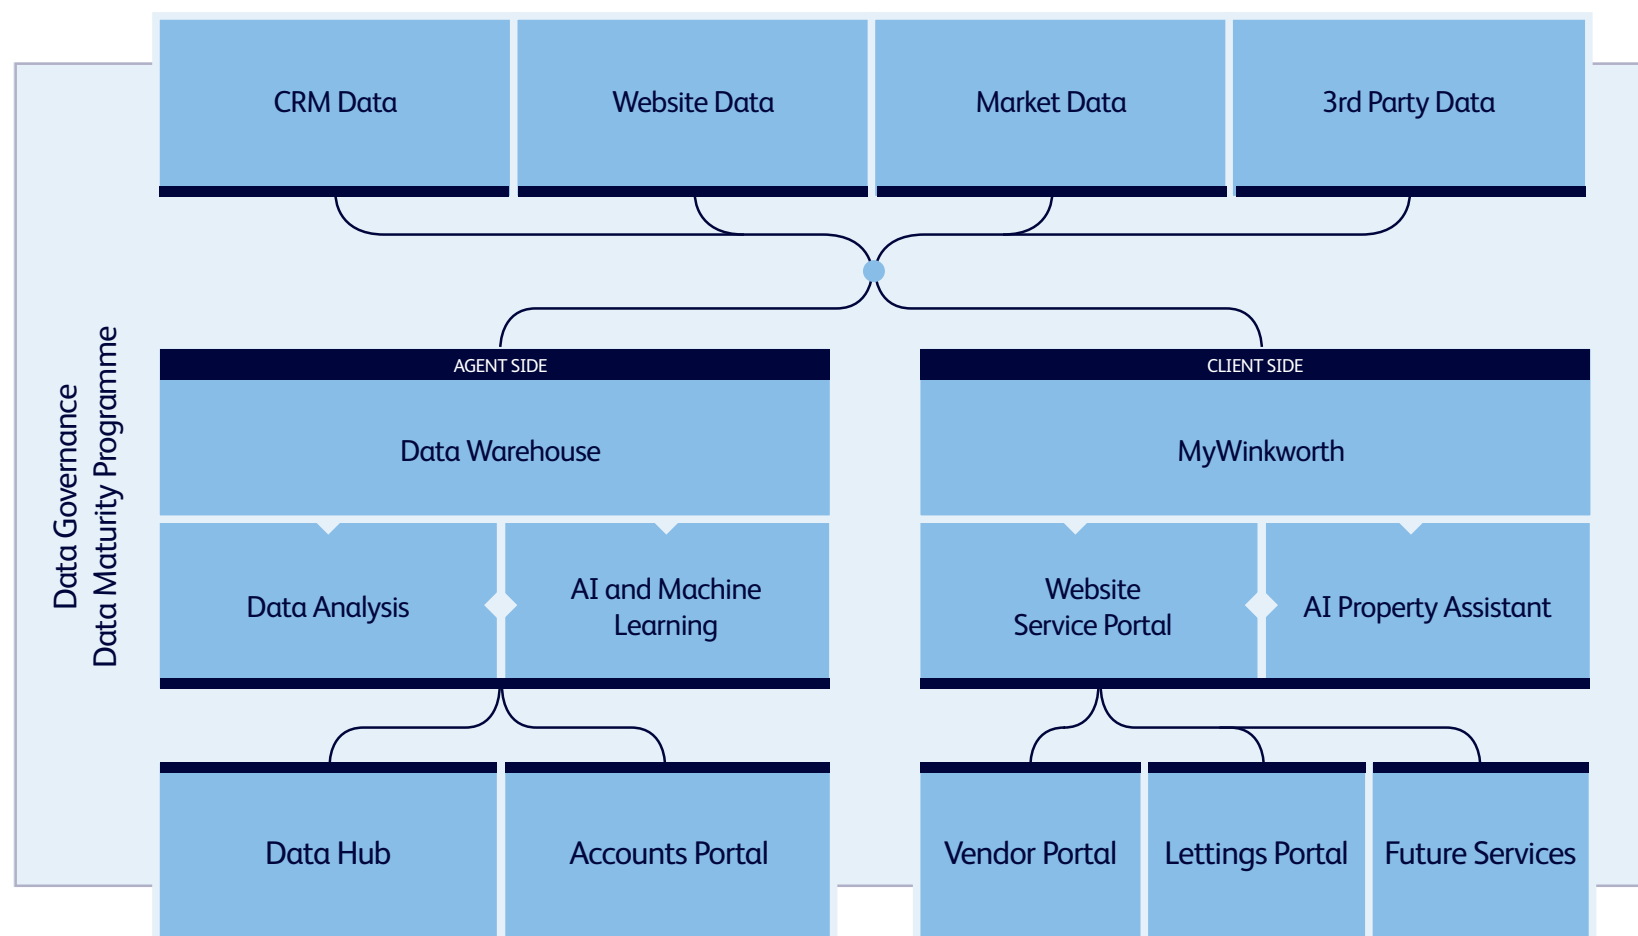 CRM Data
Website Data
Market Data
3rd Party Data
Data Governance
Data Maturity Programme
AGENT SIDE
CLIENT SIDE
Data Warehouse
MyWinkworth
Data Analysis
AI and Machine
Learning
Website
Service Portal
AI Property Assistant
Data Hub
Accounts Portal
Vendor Portal
Lettings Portal
Future Services